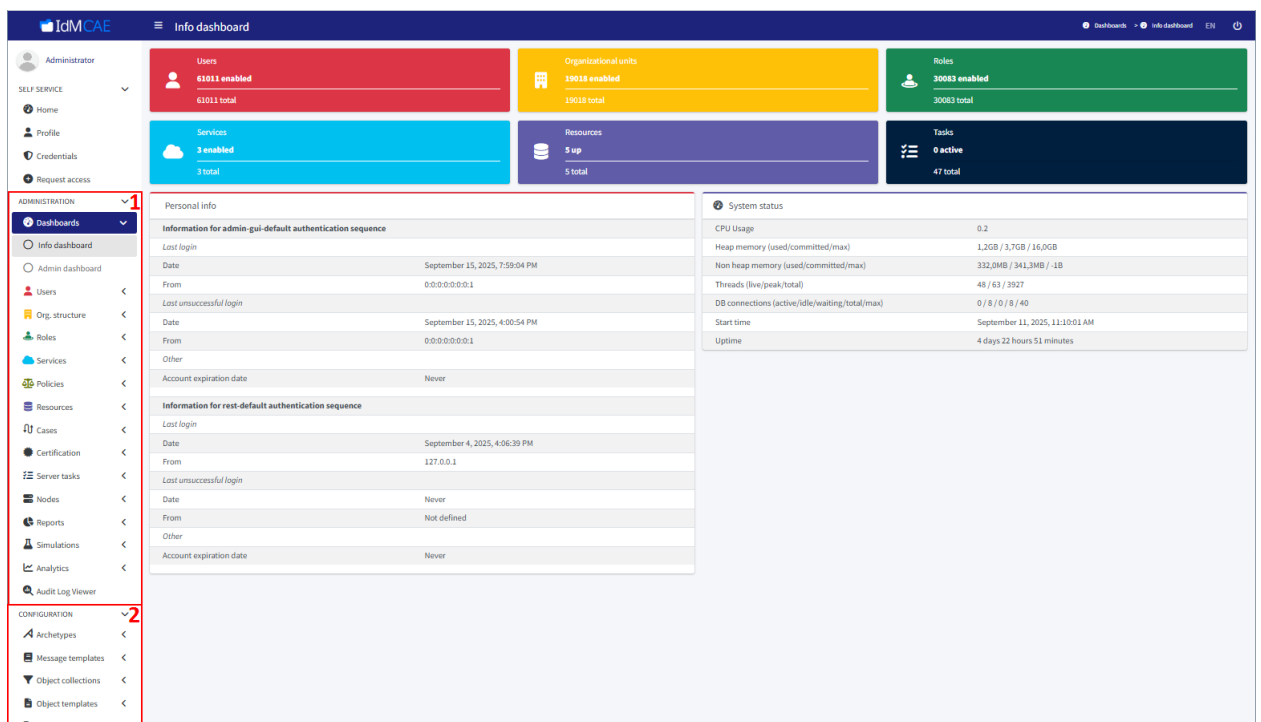 IdMCAE
Info dashboard
Dashboards > Info dashboard EN
Administrator
SELF SERVICE
Home
Profile
Credentials
Request access
ADMINISTRATION
1
Dashboards
Info dashboard
Admin dashboard
Users
Org. structure
Roles
Services
Policies
Resources
Cases
Certification
Server tasks
Nodes
Reports
Simulations
Analytics
Audit Log Viewer
CONFIGURATION
2
Archetypes
Message templates
Object collections
Object templates
Users
61011 enabled
61011 total
Organizational units
19018 enabled
19018 total
Roles
30083 enabled
30083 total
Services
3 enabled
3 total
Resources
5 up
5 total
Tasks
0 active
47 total
Personal info
Information for admin-gui-default authentication sequence
Last login
Date September 15, 2025, 7:59:04 PM
From 0:0:0:0:0:0:0:1
Last unsuccessful login
Date September 15, 2025, 4:00:54 PM
From 0:0:0:0:0:0:0:1
Other
Account expiration date Never
Information for rest-default authentication sequence
Last login
Date September 4, 2025, 4:06:39 PM
From 127.0.0.1
Last unsuccessful login
Date Never
From Not defined
Other
Account expiration date Never
System status
CPU Usage 0.2
Heap memory (used/committed/max) 1,2GB / 3,7GB / 16,0GB
Non heap memory (used/committed/max) 332,0MB / 341,3MB / -1B
Threads (live/peak/total) 48 / 63 / 3927
DB connections (active/idle/waiting/total/max) 0 / 8 / 0 / 8 / 40
Start time September 11, 2025, 11:10:01 AM
Uptime 4 days 22 hours 51 minutes